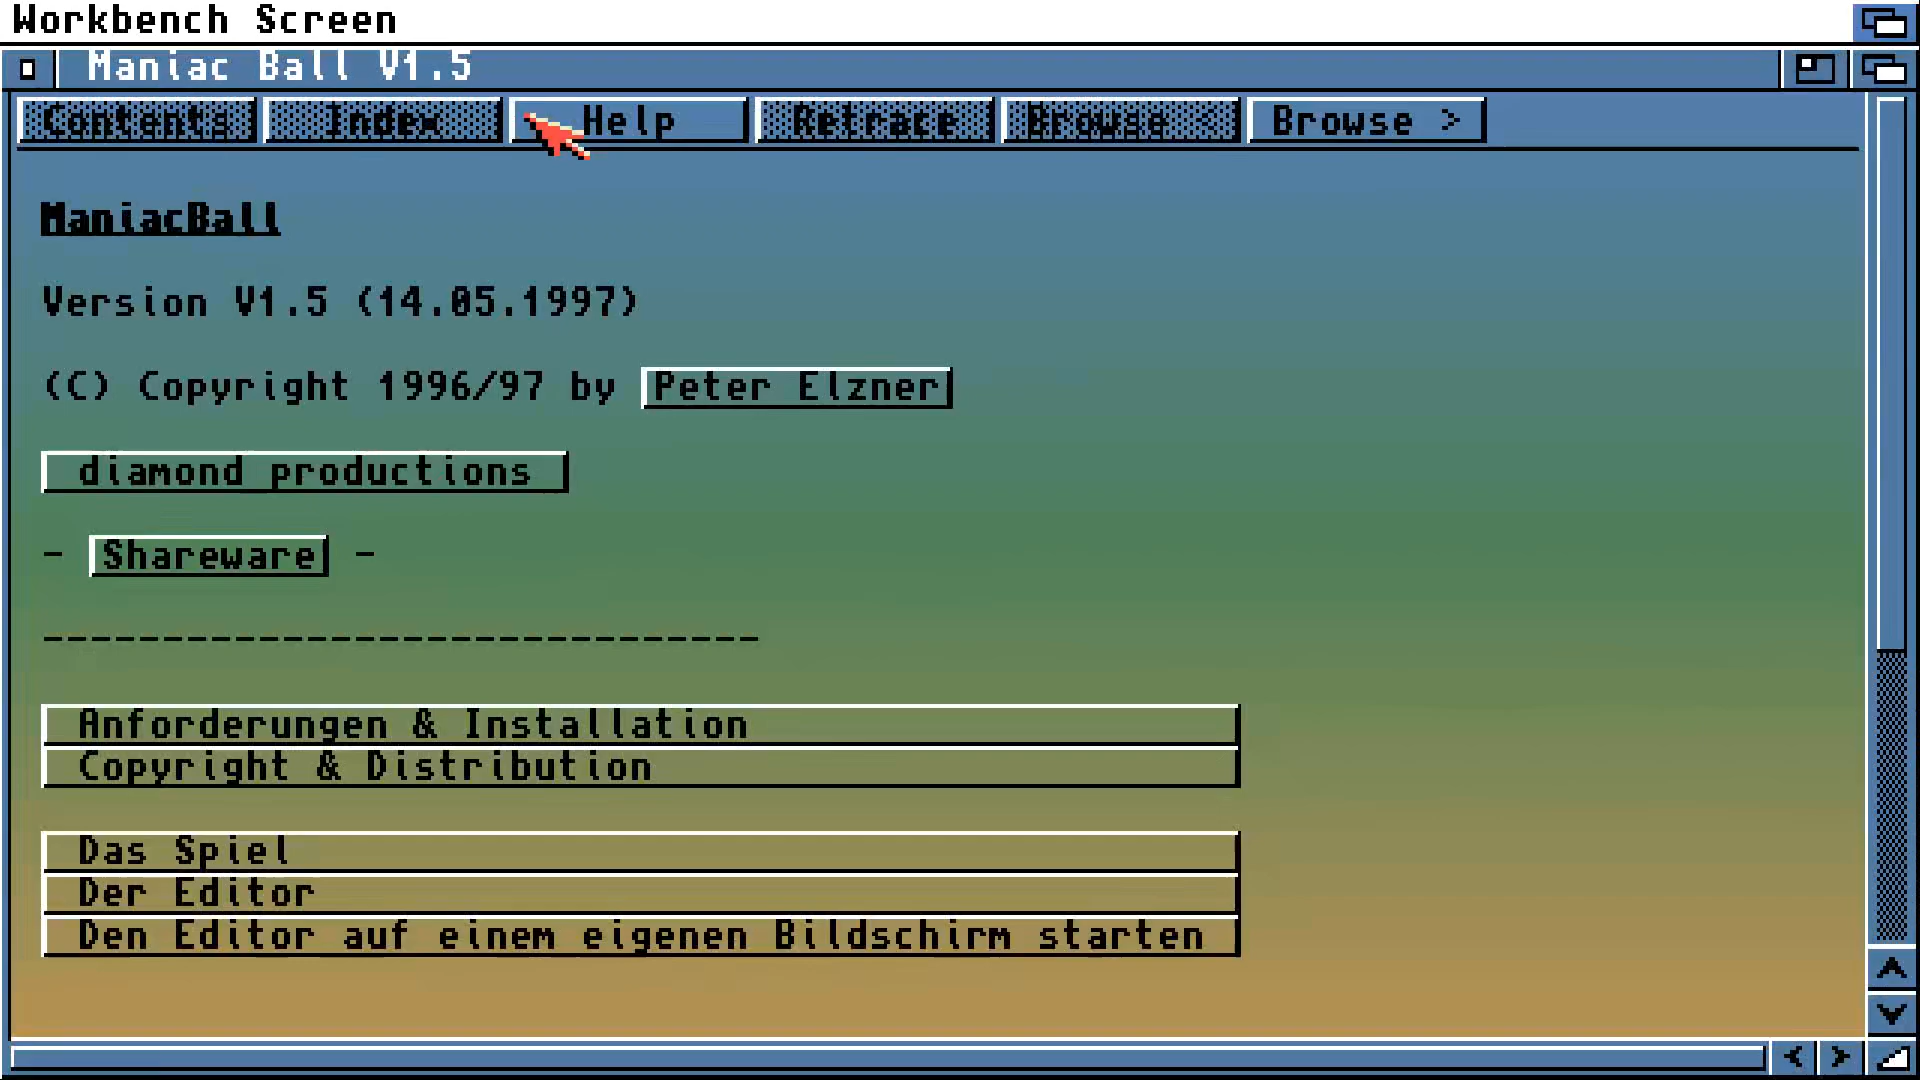 Workbench Screen
Maniac Ball V1.5
Contents Index Help Retrace Browse < Browse >
ManiacBall
Version V1.5 (14.05.1997)
(C) Copyright 1996/97 by Peter Elzner
diamond productions
- Shareware -
------------------------------
Anforderungen & Installation
Copyright & Distribution
Das Spiel
Der Editor
Den Editor auf einem eigenen Bildschirm starten